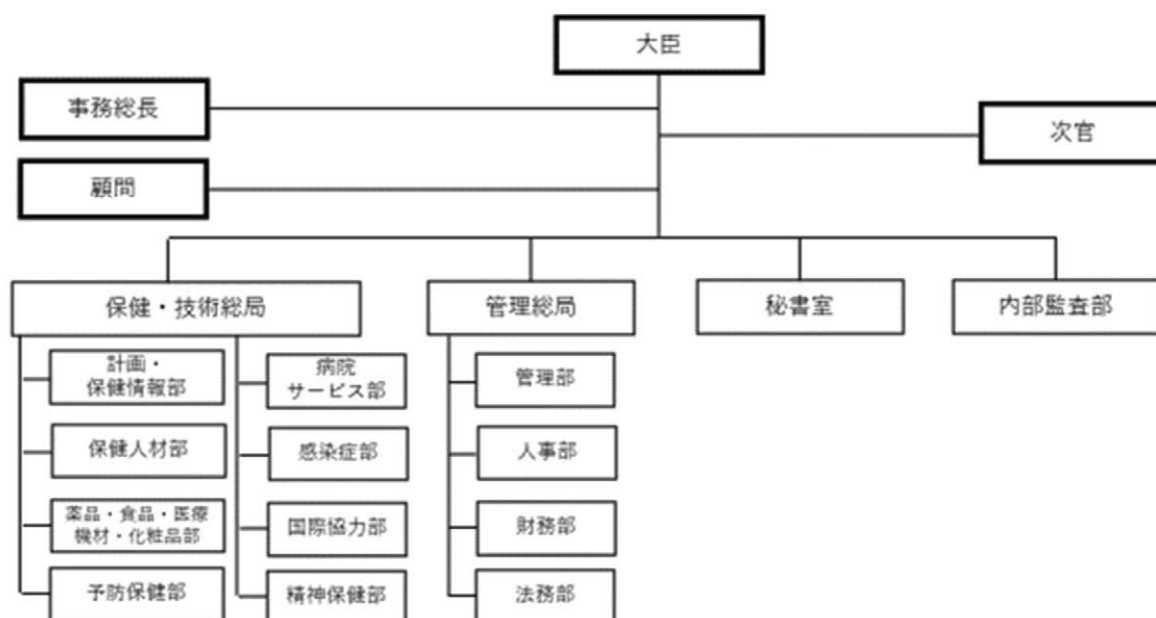 大臣
事務総長
次官
顧問
保健・技術総局
管理総局
秘書室
内部監査部
計画・
保健情報部
病院
サービス部
管理部
保健人材部
感染症部
人事部
薬品・食品・医療
機材・化粧品部
国際協力部
財務部
予防保健部
精神保健部
法務部